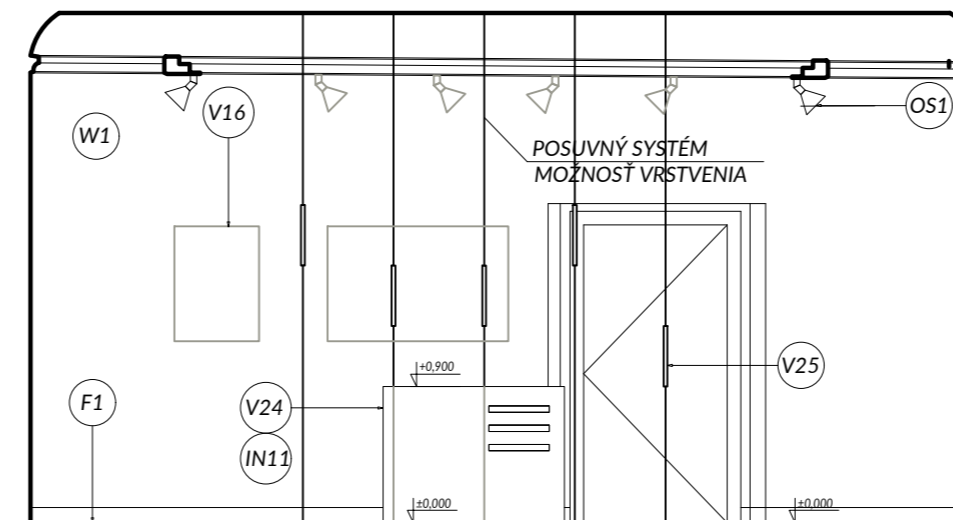 V16
OS1
W1
POSUVNÝ SYSTÉM
MOŽNOSŤ VRSTVENIA
+0,900
V25
F1
V24
IN11
±0,000
±0,000